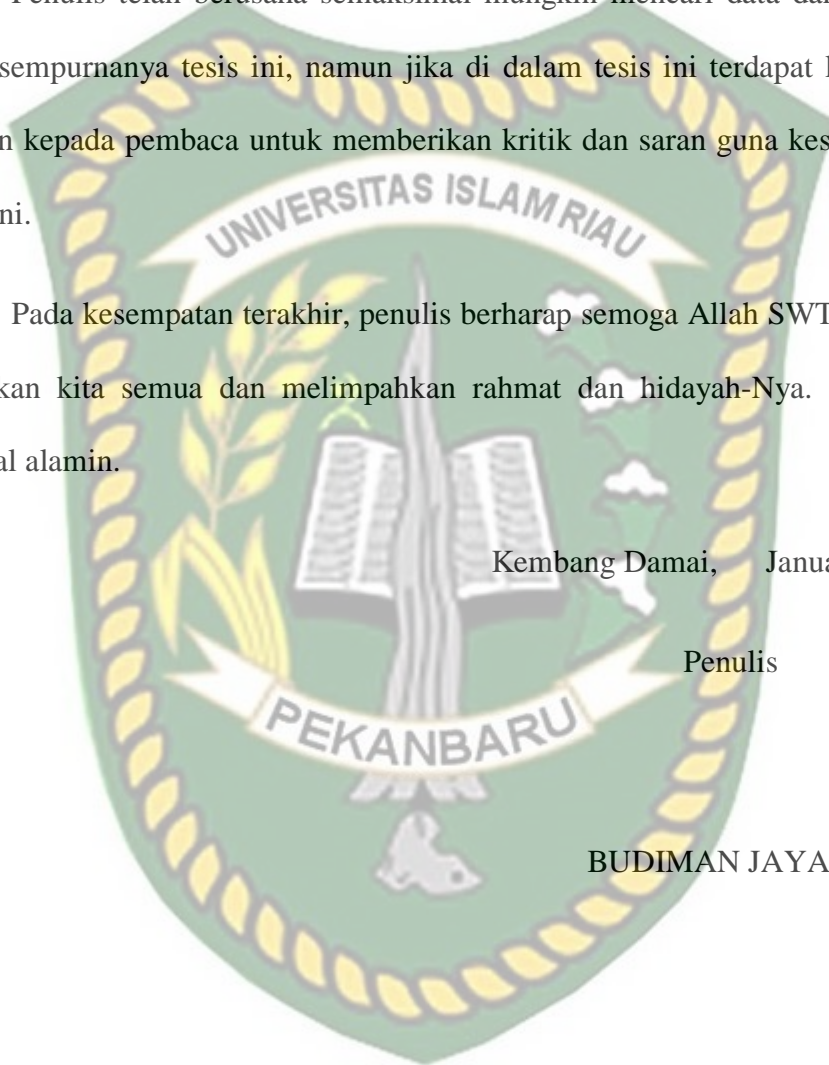 Penulis telah berusaha semaksimal mungkin mencari data dan
sempurnanya tesis ini, namun jika di dalam tesis ini terdapat
n kepada pembaca untuk memberikan kritik dan saran guna kes
ni.
UNIVERSITAS ISLAM RIAU
Pada kesempatan terakhir, penulis berharap semoga Allah SWT
kan kita semua dan melimpahkan rahmat dan hidayah-Nya.
al alamin.
Kembang Damai, Janua
Penulis
PEKANBARU
BUDIMAN JAYA